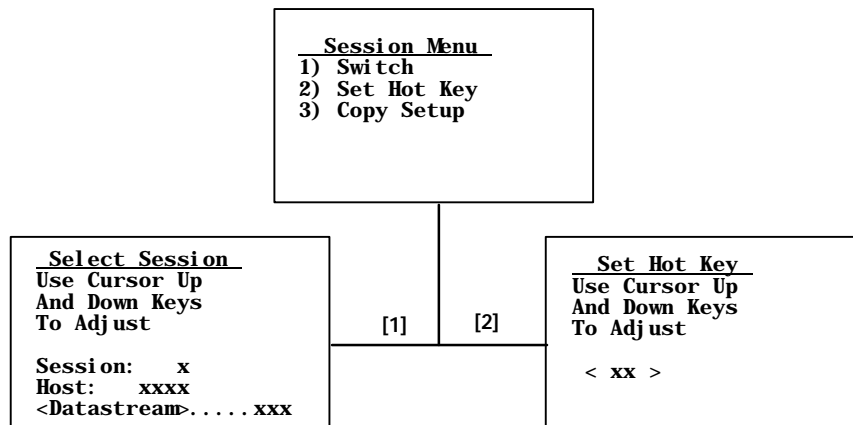 Session Menu
1) Switch
2) Set Hot Key
3) Copy Setup
Select Session
Use Cursor Up
And Down Keys
To Adjust
Session: x
Host: xxxx
<Datastream>.....xxx
[1]
[2]
Set Hot Key
Use Cursor Up
And Down Keys
To Adjust
< xx >